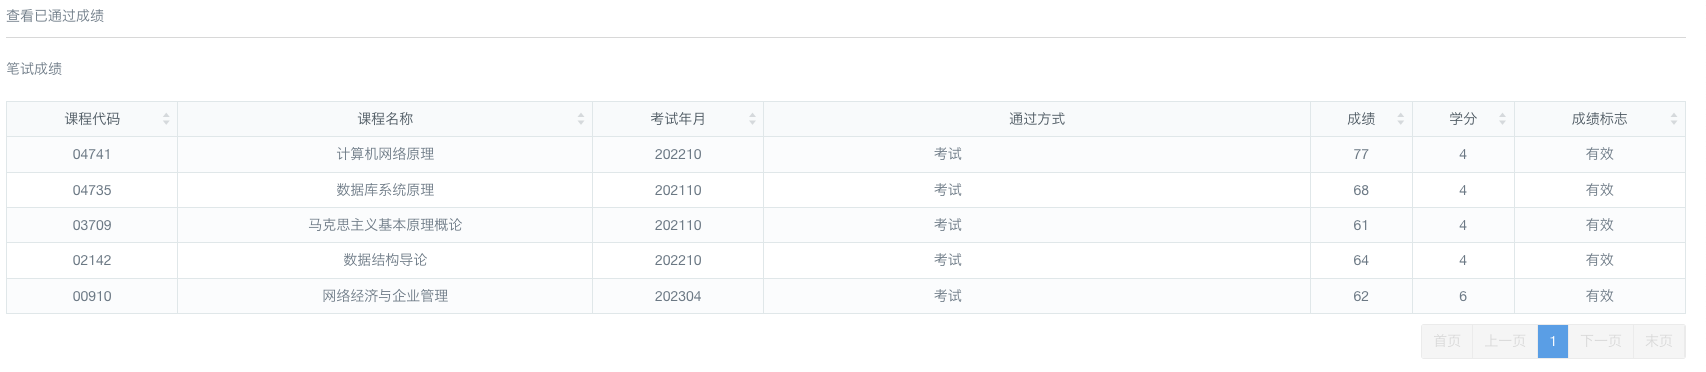 查看已通过成绩
笔试成绩
课程代码 课程名称 考试年月 通过方式 成绩 学分 成绩标志
04741 计算机网络原理 202210 考试 77 4 有效
04735 数据库系统原理 202110 考试 68 4 有效
03709 马克思主义基本原理概论 202110 考试 61 4 有效
02142 数据结构导论 202210 考试 64 4 有效
00910 网络经济与企业管理 202304 考试 62 6 有效
首页 上一页 1 下一页 末页